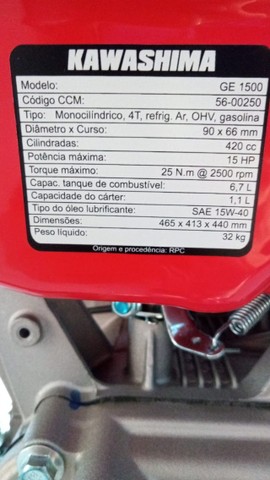 KAWASHIMA
Modelo: GE 1500
Código CCM: 56-00250
Tipo: Monocilíndrico, 4T, refrig. Ar, OHV, gasolina
Diâmetro x Curso: 90 x 66 mm
Cilindradas: 420 cc
Potência máxima: 15 HP
Torque máximo: 25 N.m @ 2500 rpm
Capac. tanque de combustível: 6,7 L
Capacidade do cárter: 1,1 L
Tipo do óleo lubrificante: SAE 15W-40
Dimensões: 465 x 413 x 440 mm
Peso líquido: 32 kg
Origem e procedência: RPC